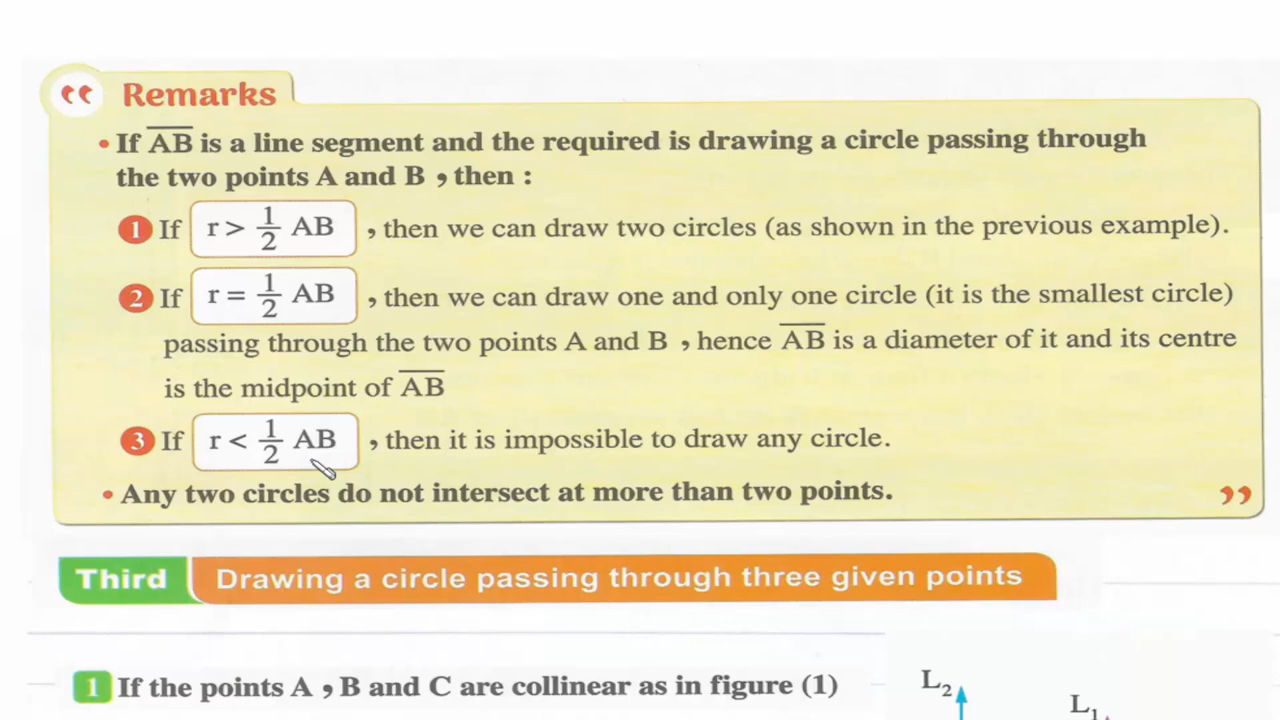 Remarks
• If A̅B̅ is a line segment and the required is drawing a circle passing through
the two points A and B , then :
1 If r > 1/2 AB , then we can draw two circles (as shown in the previous example).
2 If r = 1/2 AB , then we can draw one and only one circle (it is the smallest circle)
passing through the two points A and B , hence A̅B̅ is a diameter of it and its centre
is the midpoint of A̅B̅
3 If r < 1/2 AB , then it is impossible to draw any circle.
• Any two circles do not intersect at more than two points.
Third Drawing a circle passing through three given points
1 If the points A , B and C are collinear as in figure (1)
L₂
L₁